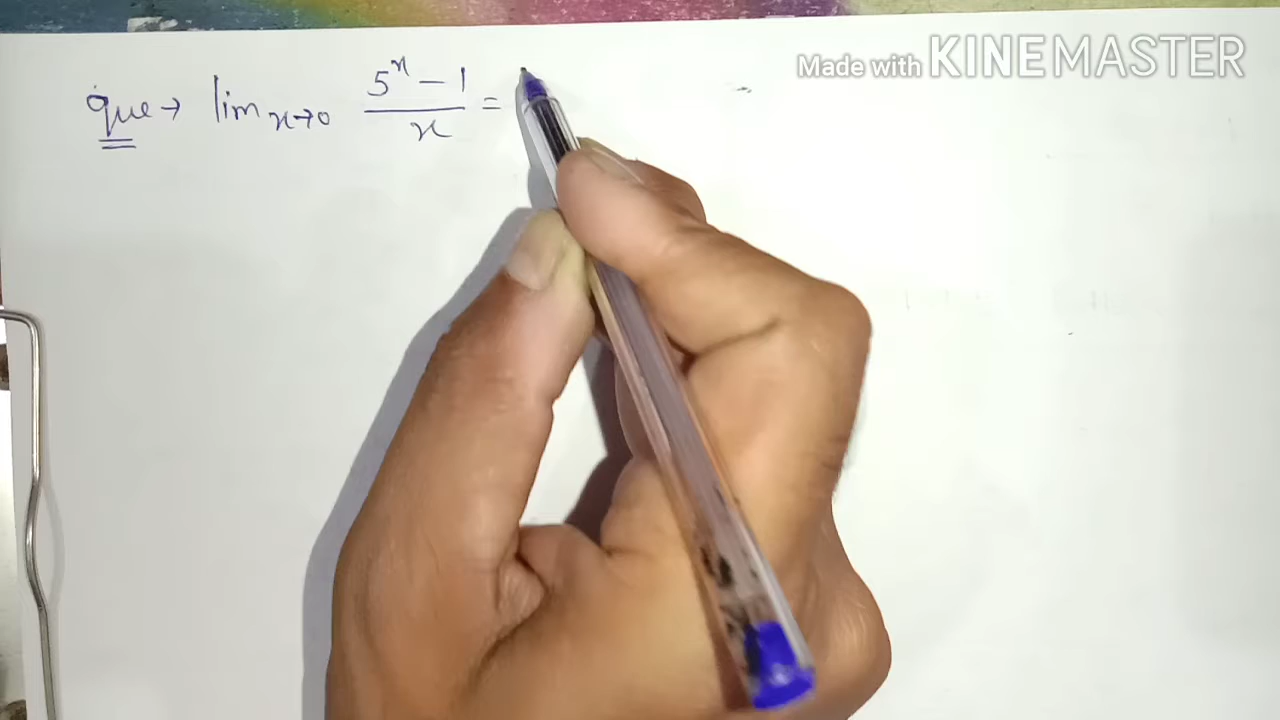 que → lim x→0 5^x - 1 / x =
Made with KINEMASTER